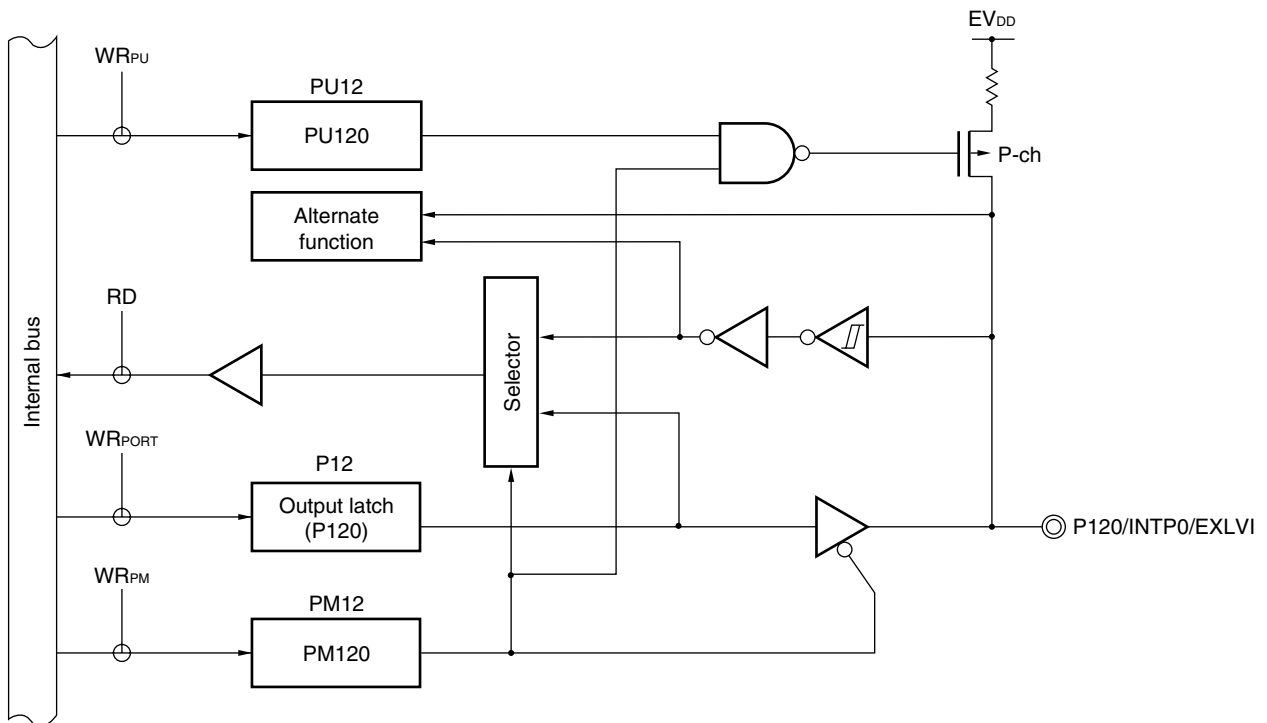 EVDD
WRPU
PU12
PU120
P-ch
Alternate
function
RD
Internal bus
Selector
WRPORT
P12
Output latch
(P120)
P120/INTP0/EXLVI
WRPM
PM12
PM120